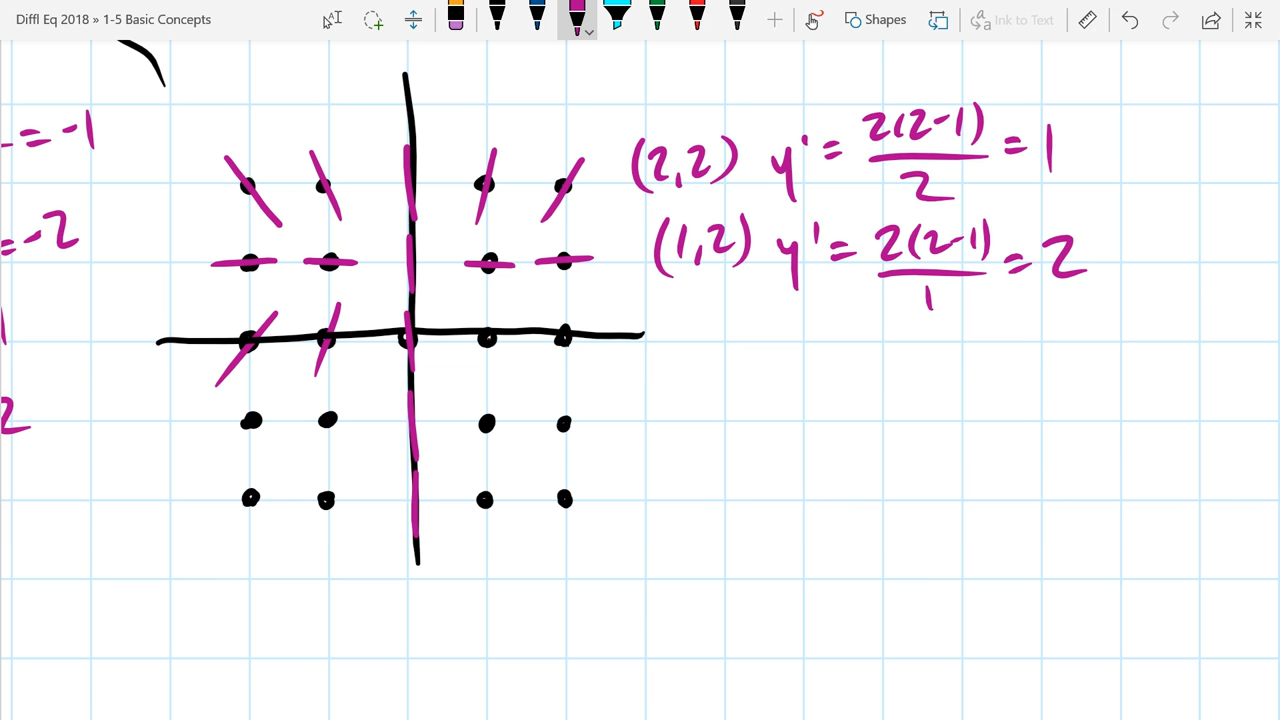 Diffl Eq 2018 » 1-5 Basic Concepts
Shapes
Ink to Text
= -1
= -2
1
2
(2,2) y' = 2(2-1)/2 = 1
(1,2) y' = 2(2-1)/1 = 2